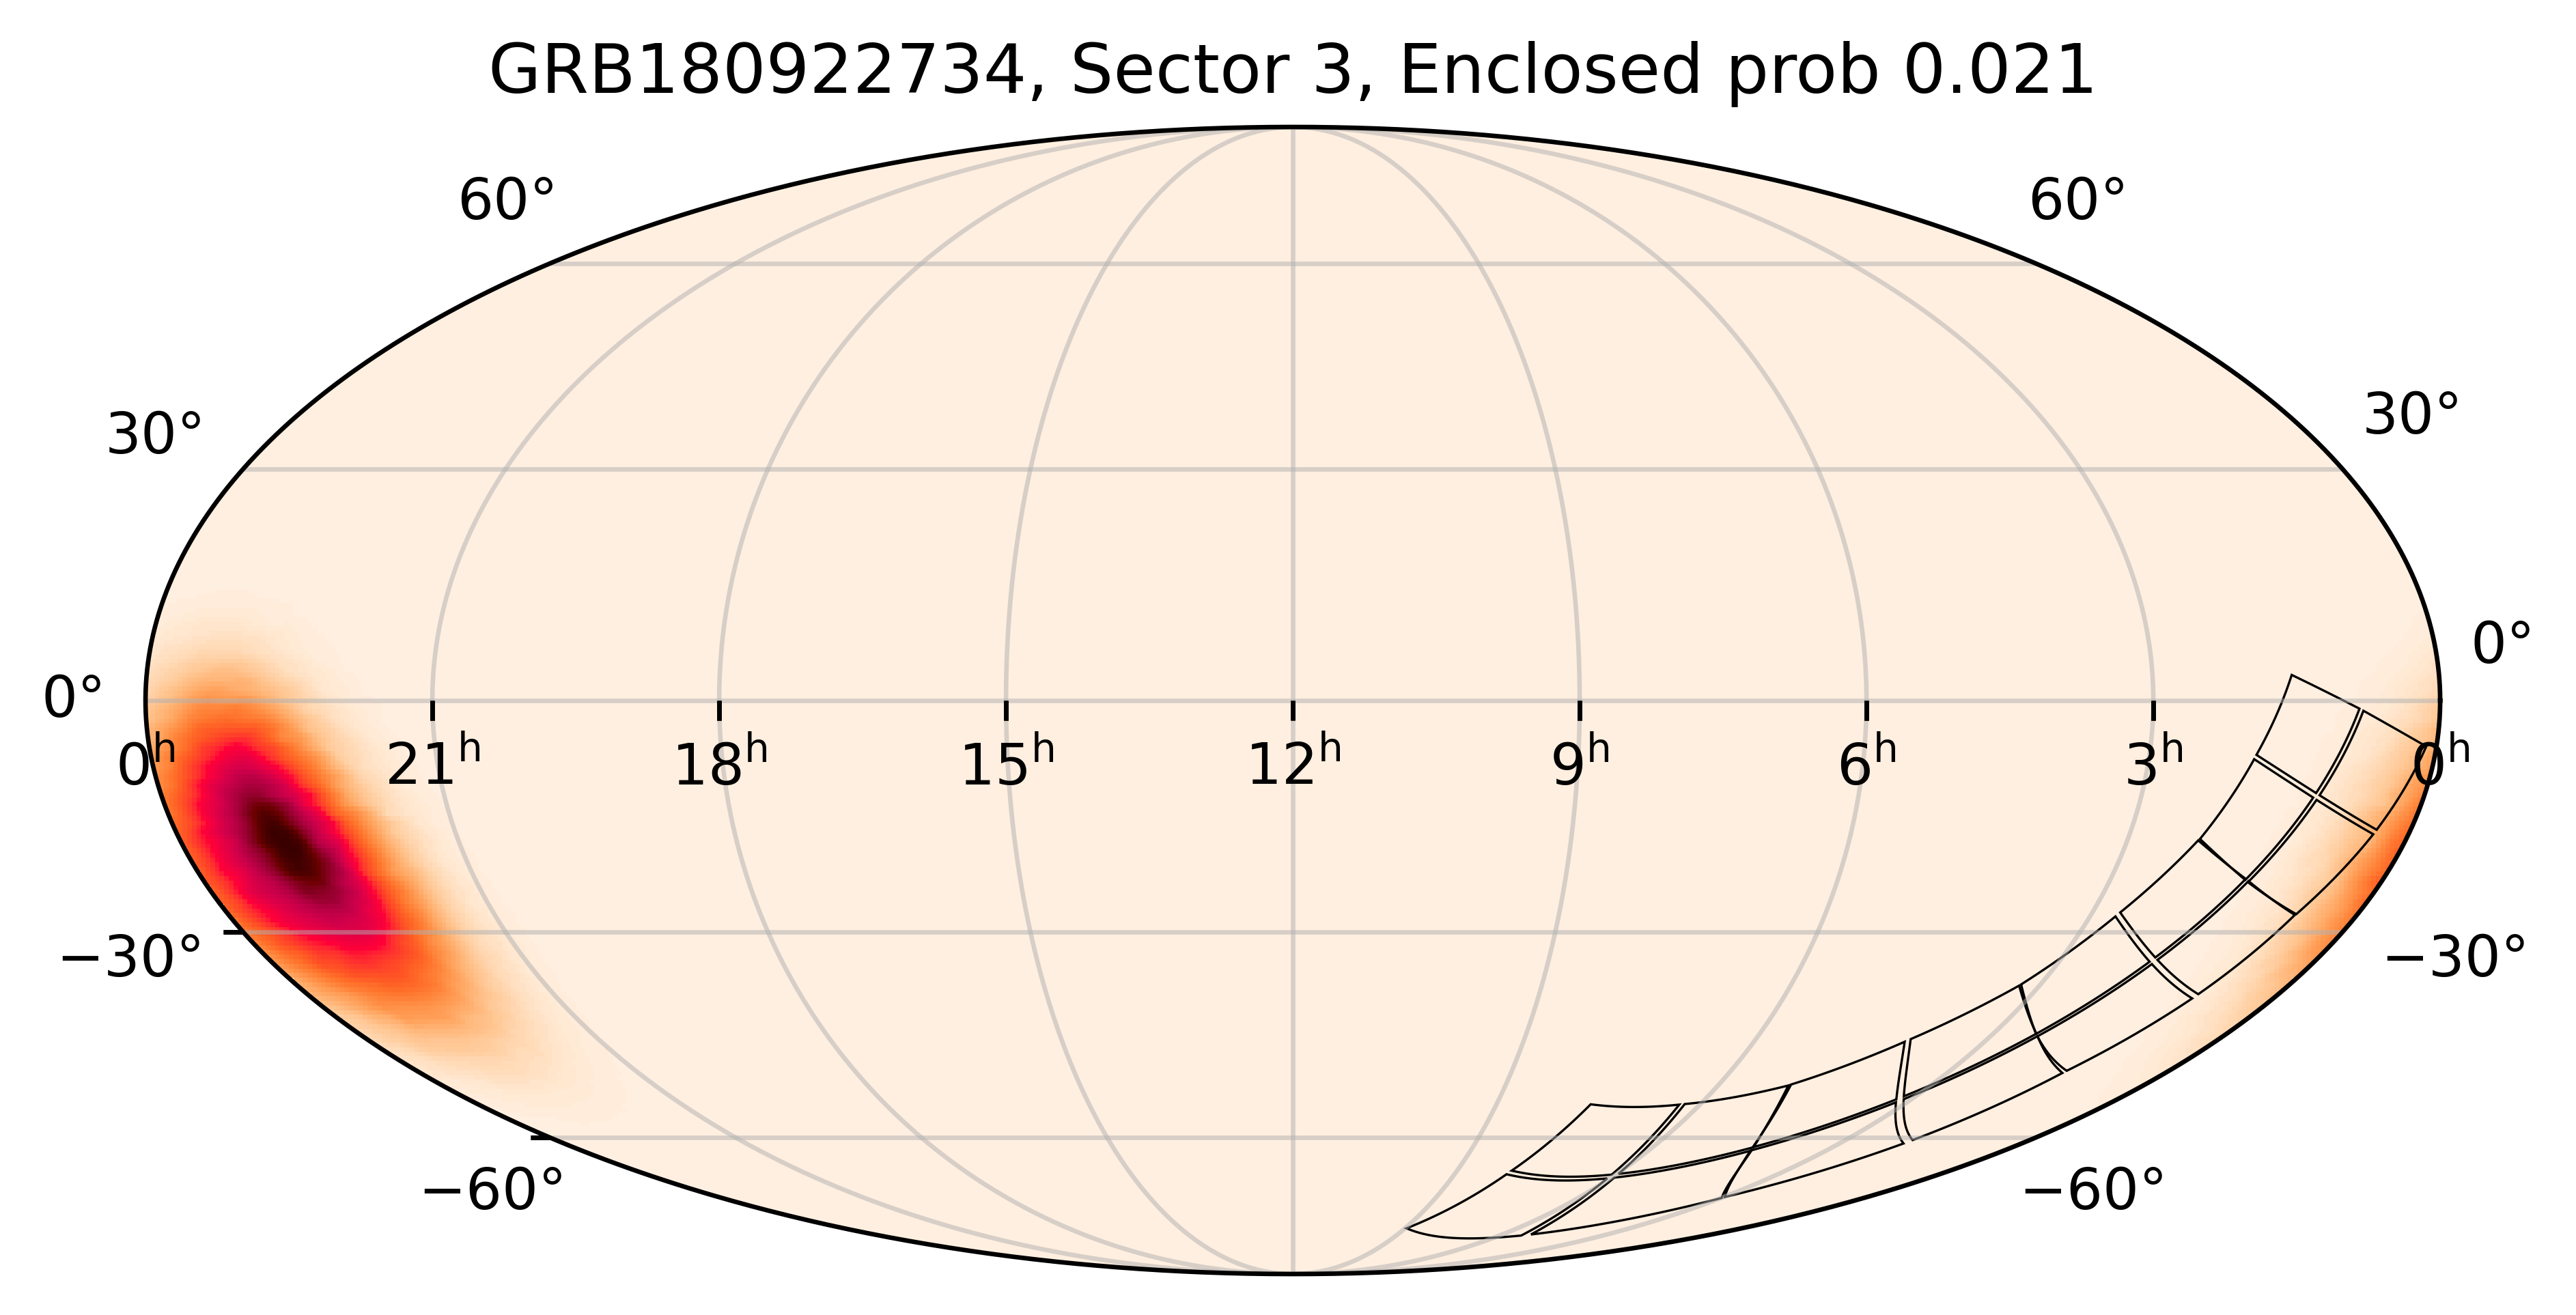 GRB180922734, Sector 3, Enclosed prob 0.021
60° 60°
30° 30°
0° 0°
0ʰ 21ʰ 18ʰ 15ʰ 12ʰ 9ʰ 6ʰ 3ʰ 0ʰ
−30° −30°
−60° −60°